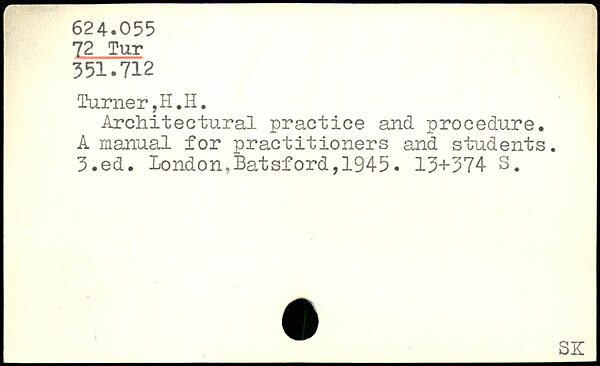 624.055
72 Tur
351.712
Turner,H.H.
Architectural practice and procedure.
A manual for practitioners and students.
3.ed. London,Batsford,1945. 13+374 S.
SK